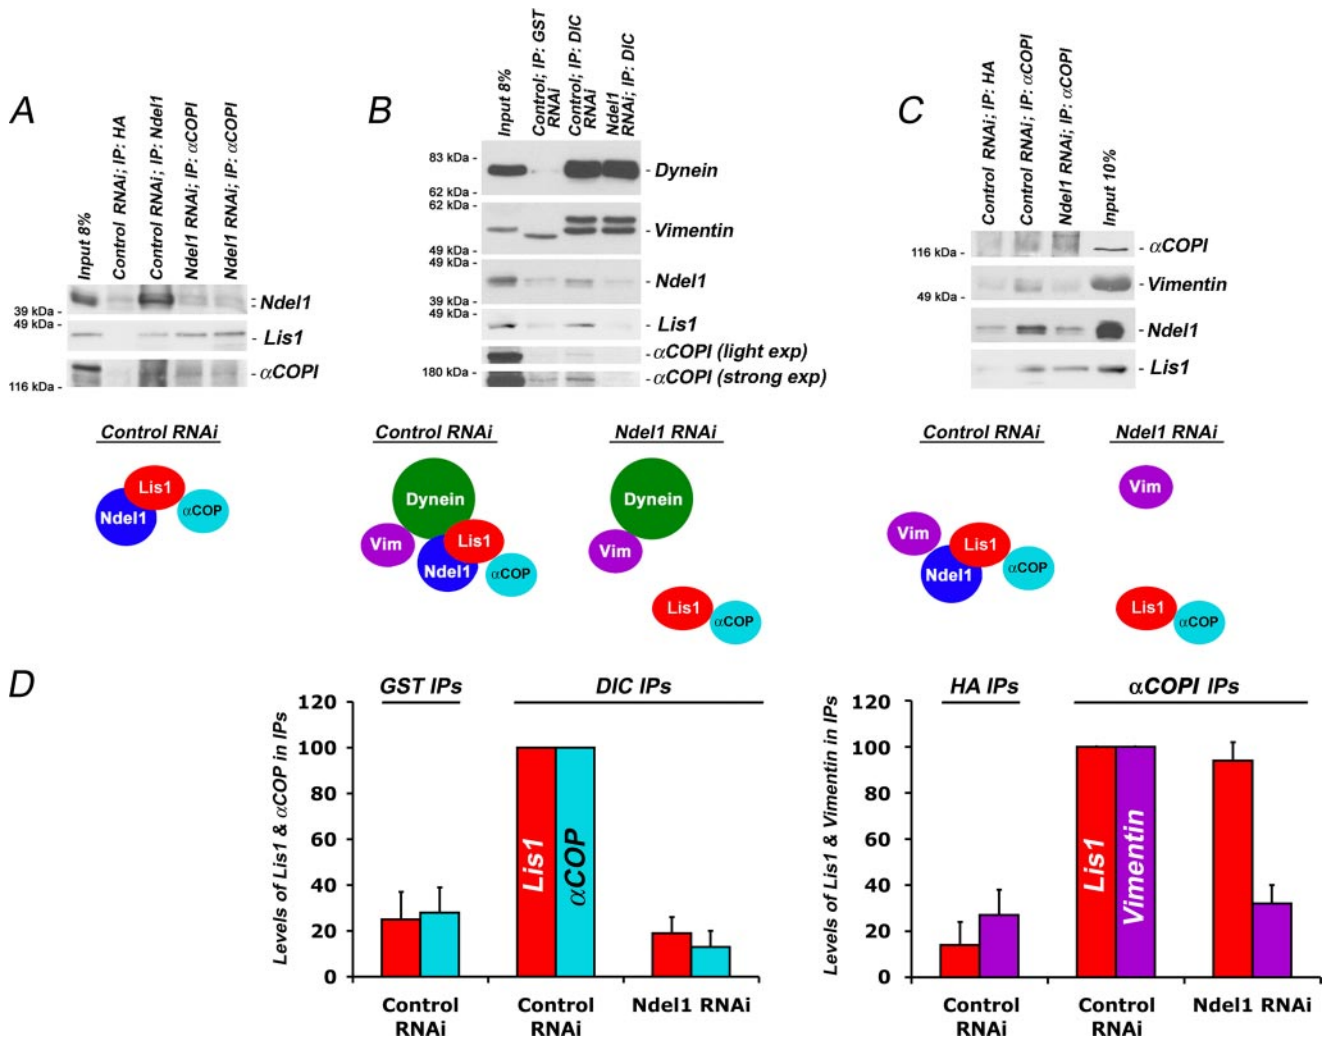 A
Input 8%
Control RNAi; IP: HA
Control RNAi; IP: Ndel1
Ndel1 RNAi; IP: αCOPI
Ndel1 RNAi; IP: αCOPI
39 kDa -
49 kDa -
116 kDa -
Ndel1
- Lis1
- αCOPI
Control RNAi
Lis1
Ndel1
αCOP
B
Input 8%
Control; IP: GST
RNAi
Control; IP: DIC
RNAi
Ndel1
RNAi; IP: DIC
83 kDa -
62 kDa -
62 kDa -
49 kDa -
49 kDa -
39 kDa -
49 kDa -
180 kDa -
- Dynein
- Vimentin
- Ndel1
- Lis1
- αCOPI (light exp)
- αCOPI (strong exp)
Control RNAi
Dynein
Vim
Lis1
Ndel1
αCOP
Ndel1 RNAi
Dynein
Vim
Lis1
αCOP
C
Control RNAi; IP: HA
Control RNAi; IP: αCOPI
Ndel1 RNAi; IP: αCOPI
Input 10%
116 kDa -
49 kDa -
- αCOPI
- Vimentin
- Ndel1
- Lis1
Control RNAi
Vim
Lis1
Ndel1
αCOP
Ndel1 RNAi
Vim
Lis1
αCOP
D
Levels of Lis1 & αCOP in IPs
GST IPs
DIC IPs
120
100
80
60
40
20
0
Lis1
αCOP
Control
RNAi
Control
RNAi
Ndel1 RNAi
Levels of Lis1 & Vimentin in IPs
HA IPs
αCOPI IPs
120
100
80
60
40
20
0
Lis1
Vimentin
Control
RNAi
Control
RNAi
Ndel1 RNAi